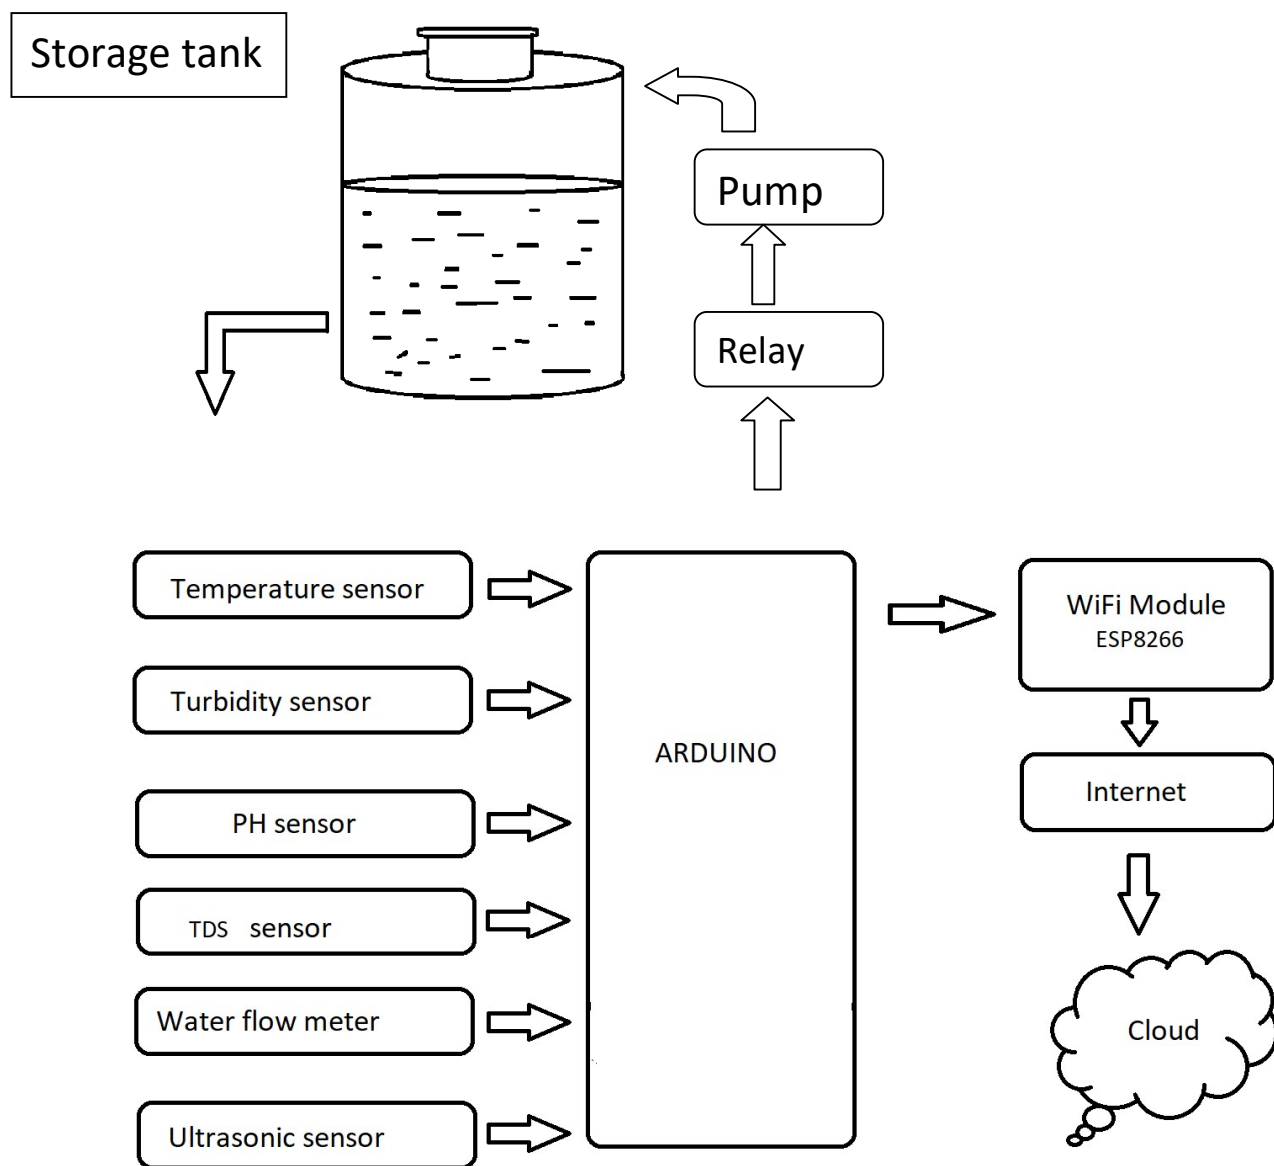 Storage tank
Pump
Relay
Temperature sensor
Turbidity sensor
PH sensor
TDS sensor
Water flow meter
Ultrasonic sensor
ARDUINO
WiFi Module
ESP8266
Internet
Cloud